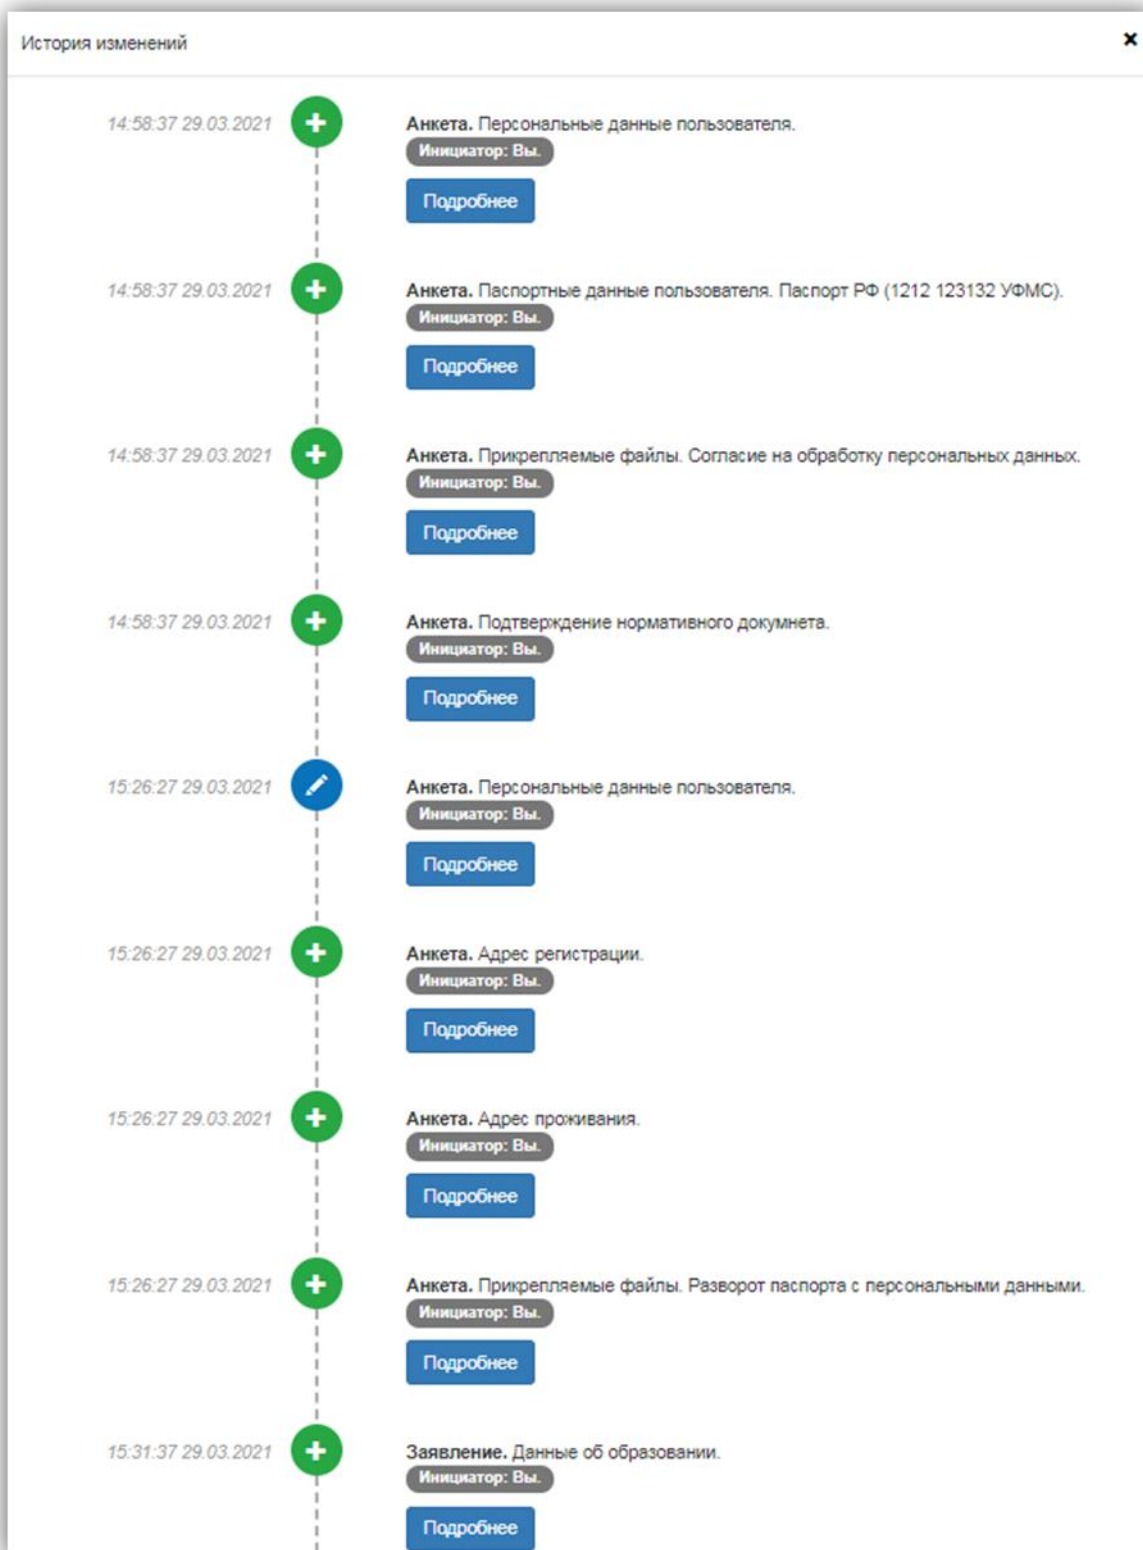 История изменений
14:58:37 29.03.2021
Анкета. Персональные данные пользователя.
Инициатор: Вы.
Подробнее
14:58:37 29.03.2021
Анкета. Паспортные данные пользователя. Паспорт РФ (1212 123132 УФМС).
Инициатор: Вы.
Подробнее
14:58:37 29.03.2021
Анкета. Прикрепляемые файлы. Согласие на обработку персональных данных.
Инициатор: Вы.
Подробнее
14:58:37 29.03.2021
Анкета. Подтверждение нормативного докумнета.
Инициатор: Вы.
Подробнее
15:26:27 29.03.2021
Анкета. Персональные данные пользователя.
Инициатор: Вы.
Подробнее
15:26:27 29.03.2021
Анкета. Адрес регистрации.
Инициатор: Вы.
Подробнее
15:26:27 29.03.2021
Анкета. Адрес проживания.
Инициатор: Вы.
Подробнее
15:26:27 29.03.2021
Анкета. Прикрепляемые файлы. Разворот паспорта с персональными данными.
Инициатор: Вы.
Подробнее
15:31:37 29.03.2021
Заявление. Данные об образовании.
Инициатор: Вы.
Подробнее